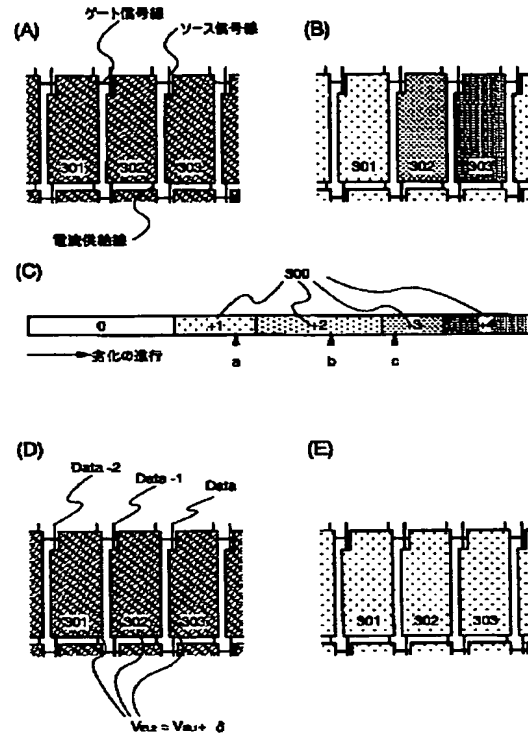 (A)
ゲート信号線
ソース信号線
301 302 303
電流供給線
(B)
301 302 303
(C)
300
0 +1 +2 +3 +4
劣化の進行
a b c
(D)
Data -2 Data -1 Data
301 302 303
(E)
301 302 303